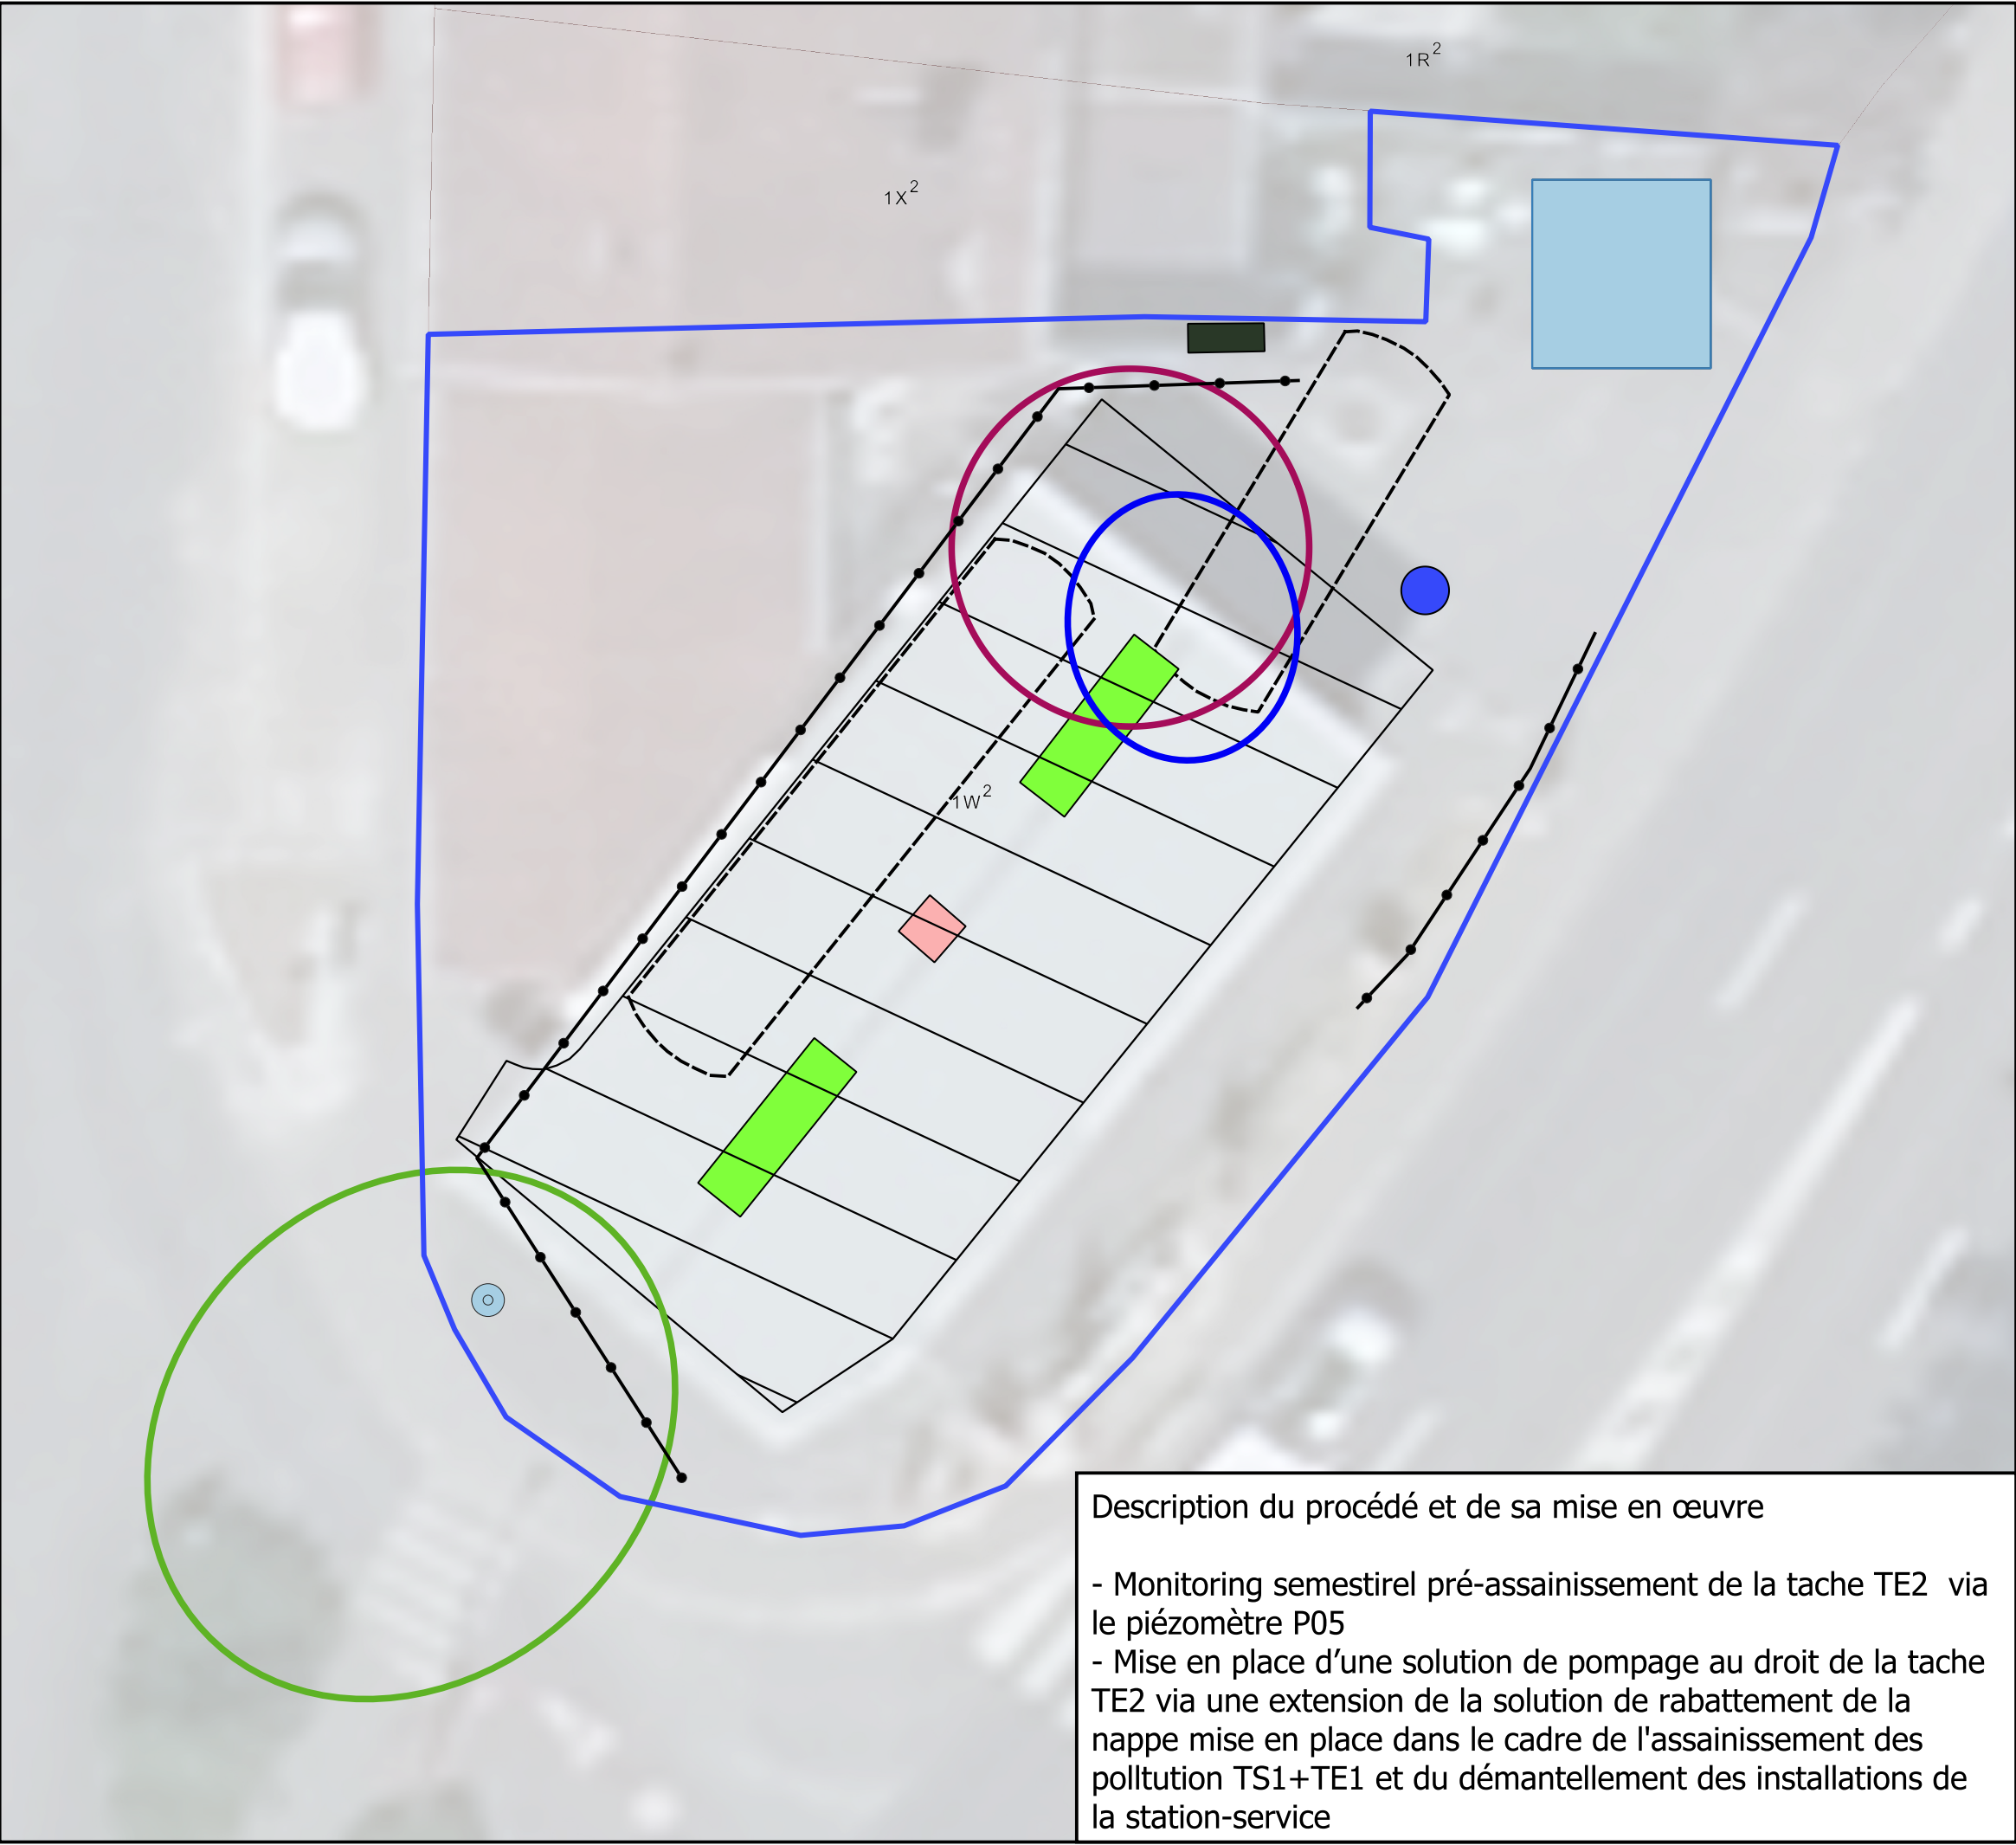 1R²
1X²
1W²
Description du procédé et de sa mise en œuvre
- Monitoring semestirel pré-assainissement de la tache TE2  via
le piézomètre P05
- Mise en place d’une solution de pompage au droit de la tache
TE2 via une extension de la solution de rabattement de la
nappe mise en place dans le cadre de l'assainissement des
polltution TS1+TE1 et du démantellement des installations de
la station-service